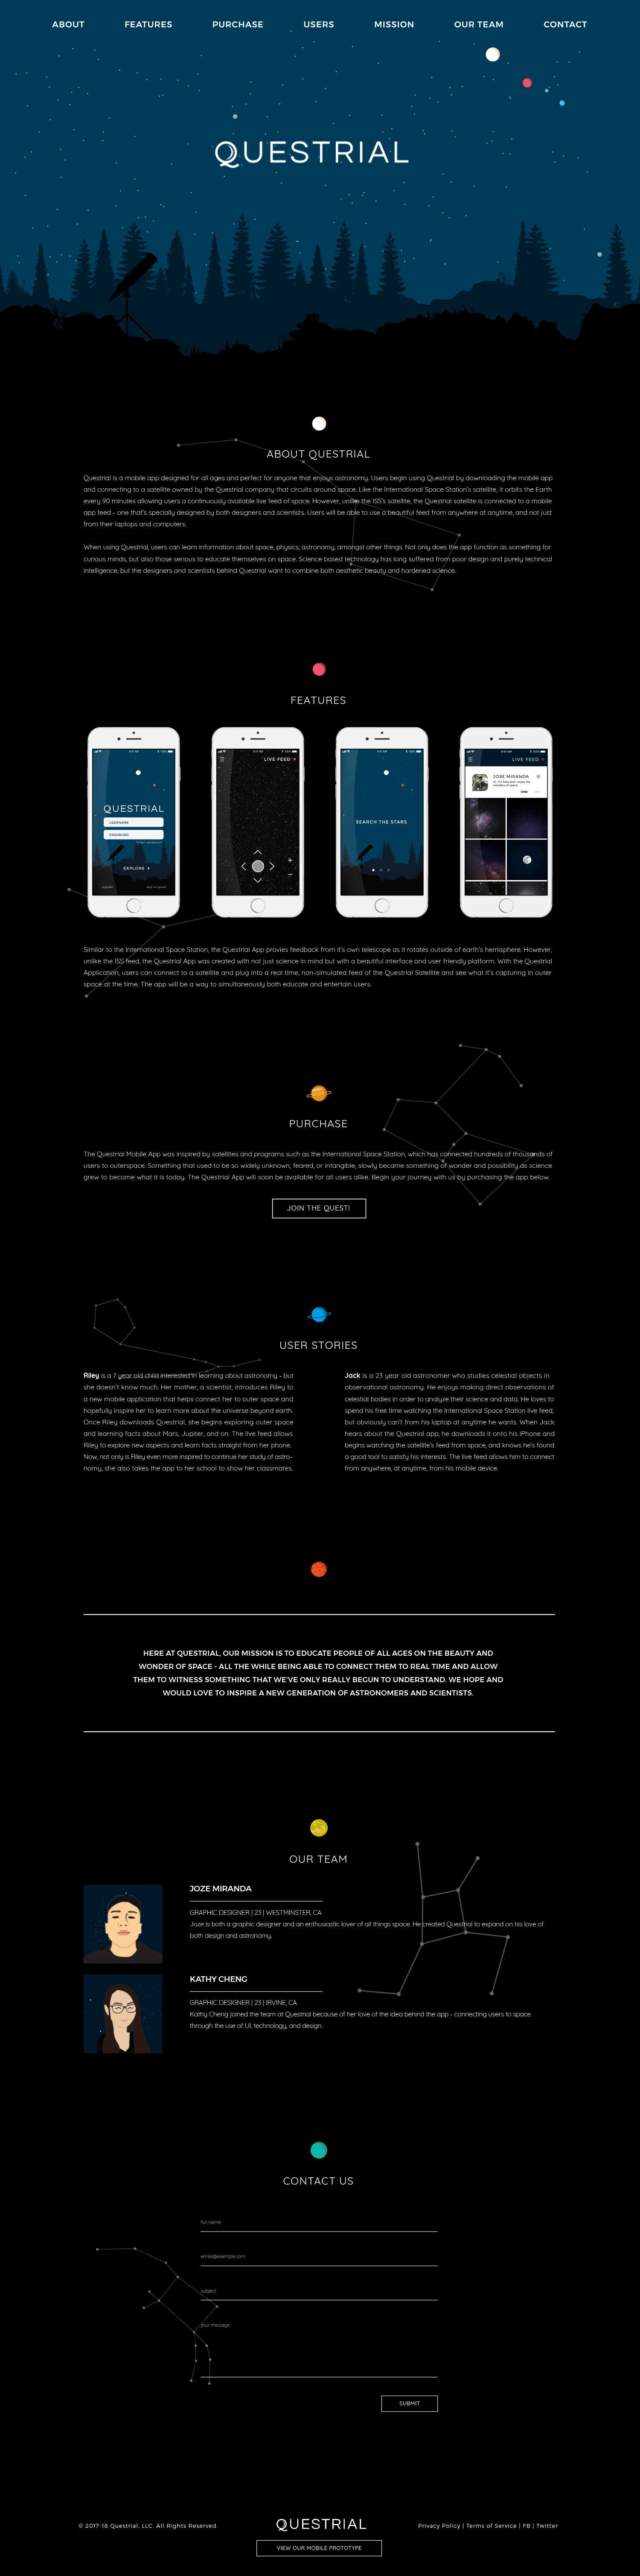 ABOUT FEATURES PURCHASE USERS MISSION OUR TEAM CONTACT
QUESTRIAL
ABOUT QUESTRIAL
Questrial is a mobile app designed for all ages and perfect for anyone that enjoys astronomy. Users begin using Questrial by downloading the mobile app
and connecting to a satellite owned by the Questrial company that circuits around space. Like the International Space Station's satellite, it orbits the Earth
every 90 minutes allowing users a continuously available live feed of space. However, unlike the ISS's satellite, the Questrial satellite is connected to a mobile
app feed - one that's specially designed by both designers and scientists. Users will be able to use a beautiful feed from anywhere at anytime, and not just
from their laptops and computers.
When using Questrial, users can learn information about space, physics, astronomy, amongst other things. Not only does the app function as something for
curious minds, but also those serious to educate themselves on space. Science based technology has long suffered from poor design and purely technical
intelligence, but the designers and scientists behind Questrial want to combine both aesthetic beauty and hardened science.
FEATURES
QUESTRIAL
USERNAME
PASSWORD
EXPLORE
LIVE FEED
SEARCH THE STARS
LIVE FEED
JOSE MIRANDA
Similar to the International Space Station, the Questrial App provies feedback from it's own telescope as it rotates outside of earth's hemisphere. However,
unlike the ISS feed, the Questrial App was created with not just science in mind but with a beautiful interface and user friendly platform. With the Questrial
Application, users can connect to a satellite and plug into a real time, non-simulated feed of the Questrial Satellite and see what it's capturing in outer
space at the time. The app will be a way to simultaneously both educate and entertain users.
PURCHASE
The Questrial Mobile App was inspired by satellites and programs such as the International Space Station, which connected hundreds of thousands of
users to outerspace. Something that used to be so widely unknown, feared, or intangible, slowly became something of wonder and possibility as science
grew to become what it is today. The Questrial App will soon be available for all users alike. Begin your journey with us by purchasing the app below.
JOIN THE QUEST!
USER STORIES
Riley is a 7 year old child interested in learning about astronomy - but
she doesn't know much. Her mother, a scientist, introduces Riley to
a new mobile application that helps connect her to outer space and
hopefully inspire her to learn more about the universe beyond earth.
Once Riley downloads Questrial, she begins exploring outer space
and learning facts about Mars, Jupiter, and on. The live feed allows
Riley to explore new aspects and learn facts straight from her phone.
Now, not only is Riley even more inspired to continue her study of astro-
nomy, she also takes the app to her school to show her classmates.
Jack is a 23 year old astronomer who studies celestial objects in
observational astronomy. He enjoys making direct observations of
celestial bodies in order to analyze their science and data. He loves to
spend his free time watching the International Space Station live feed,
but obviously can't from his laptop at anytime he wants. When Jack
hears about the Questrial app, he downloads it onto his iPhone and
begins watching the satellite's feed from space, and knows he's found
a good tool to satisfy his interests. The live feed allows him to connect
from anywhere, at anytime, from his mobile device.
HERE AT QUESTRIAL, OUR MISSION IS TO EDUCATE PEOPLE OF ALL AGES ON THE BEAUTY AND
WONDER OF SPACE - ALL THE WHILE BEING ABLE TO CONNECT THEM TO REAL TIME AND ALLOW
THEM TO WITNESS SOMETHING THAT WE'VE ONLY REALLY BEGUN TO UNDERSTAND. WE HOPE AND
WOULD LOVE TO INSPIRE A NEW GENERATION OF ASTRONOMERS AND SCIENTISTS.
OUR TEAM
JOZE MIRANDA
GRAPHIC DESIGNER | 23 | WESTMINSTER, CA
Joze is both a graphic designer and an enthusiastic lover of all things space. He created Questrial to expand on his love of
both design and astronomy.
KATHY CHENG
GRAPHIC DESIGNER | 23 | IRVINE, CA
Kathy Cheng joined the team at Questrial because of her love of the idea behind the app - connecting users to space
through the use of UI, technology, and design.
CONTACT US
full name
email@example.com
subject
your message
SUBMIT
© 2017-18 Questrial, LLC. All Rights Reserved.
QUESTRIAL
Privacy Policy | Terms of Service | FB | Twitter
VIEW OUR MOBILE PROTOTYPE